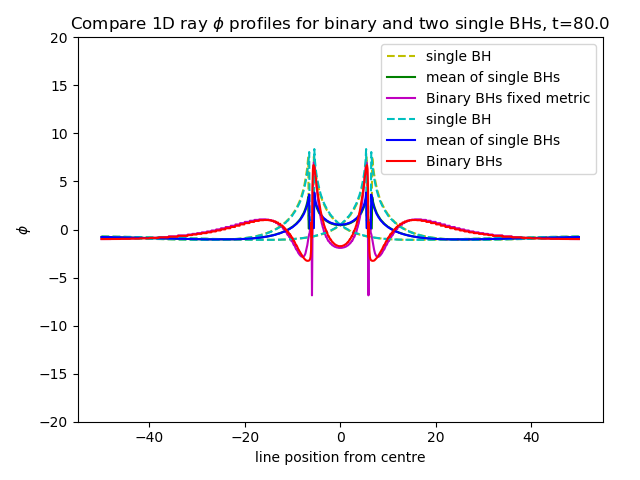 Compare 1D ray ϕ profiles for binary and two single BHs, t=80.0
single BH
mean of single BHs
Binary BHs fixed metric
single BH
mean of single BHs
Binary BHs
20
15
10
5
0
−5
−10
−15
−20
ϕ
−40
−20
0
20
40
line position from centre